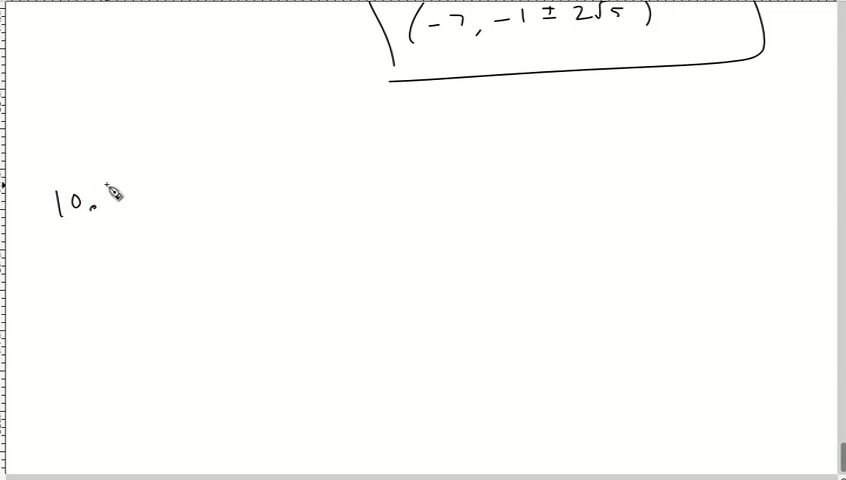 (-7, -1 ± 2√5)
10.